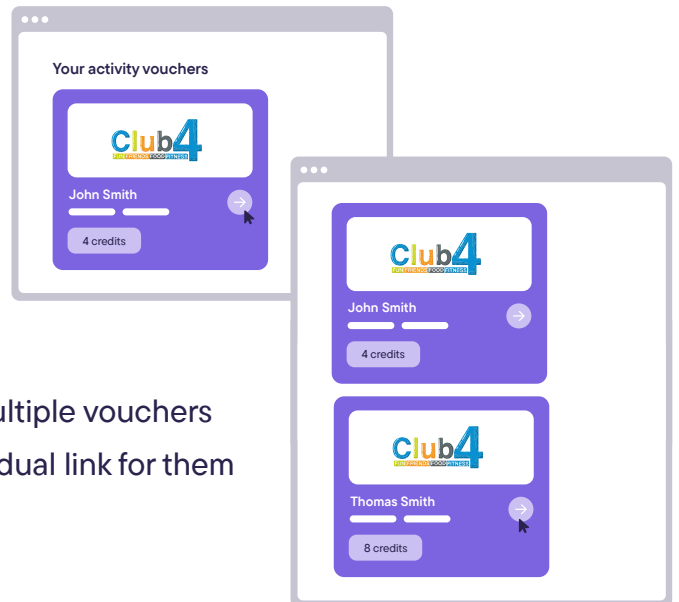 Your activity vouchers
Club4
FUN FRIENDS FOOD FITNESS
John Smith
4 credits
Club4
FUN FRIENDS FOOD FITNESS
John Smith
4 credits
ultiple vouchers
dual link for them
Club4
FUN FRIENDS FOOD FITNESS
Thomas Smith
8 credits